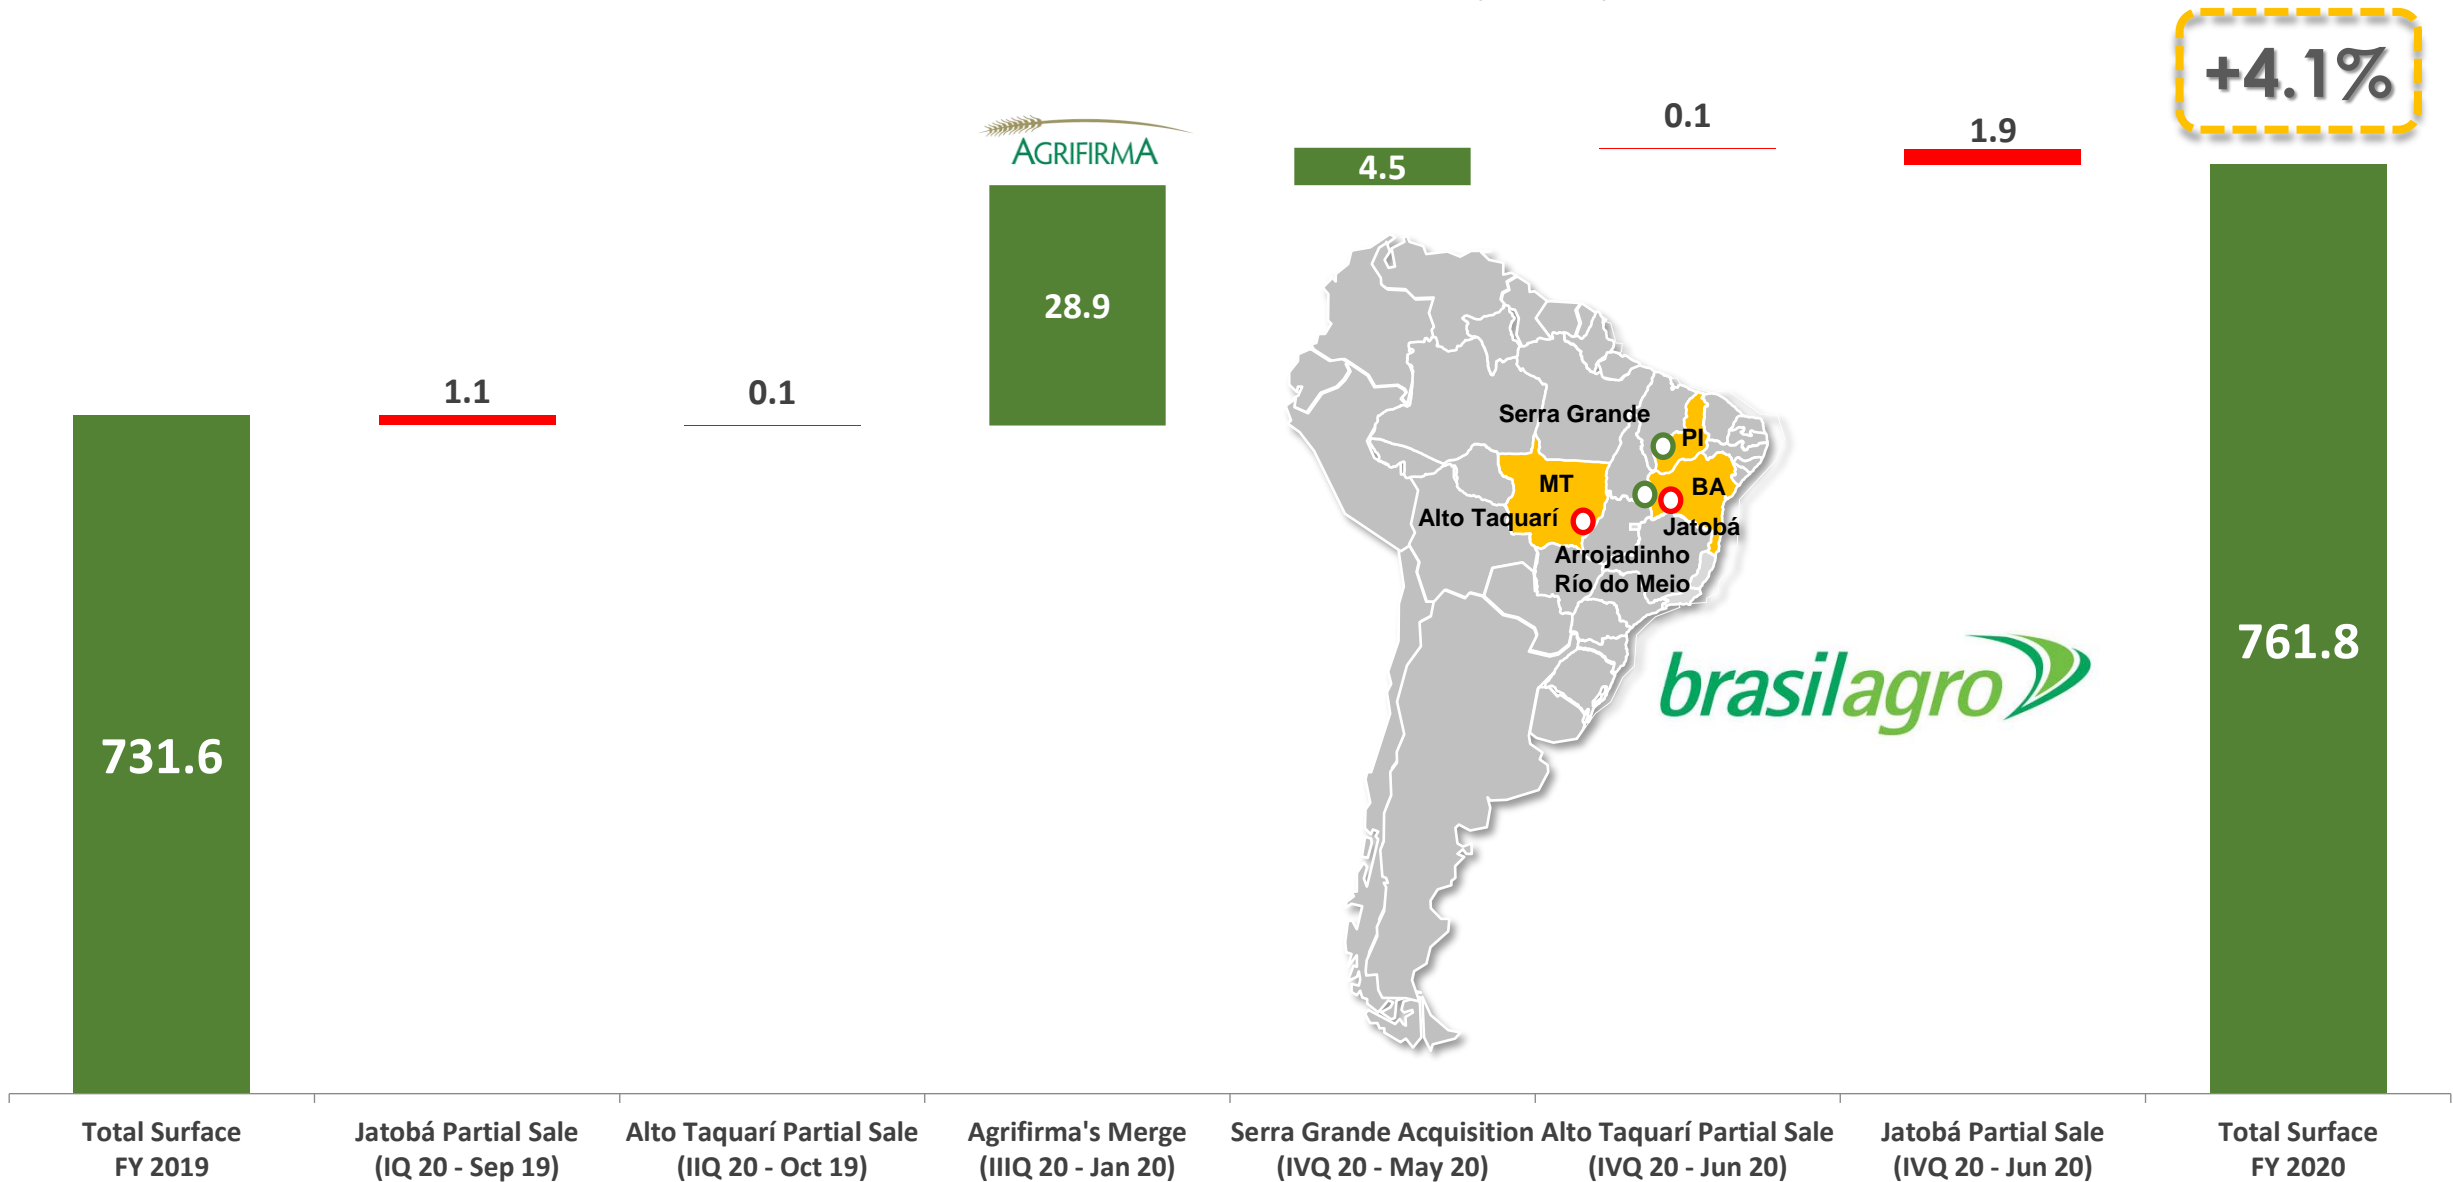 +4.1%
AGRIFIRMA
0.1
1.9
4.5
28.9
1.1
0.1
Serra Grande
PI
MT
BA
Alto Taquarí
Jatobá
Arrojadinho
Río do Meio
brasilagro
761.8
731.6
Total Surface
FY 2019
Jatobá Partial Sale
(IQ 20 - Sep 19)
Alto Taquarí Partial Sale
(IIQ 20 - Oct 19)
Agrifirma's Merge
(IIIQ 20 - Jan 20)
Serra Grande Acquisition
(IVQ 20 - May 20)
Alto Taquarí Partial Sale
(IVQ 20 - Jun 20)
Jatobá Partial Sale
(IVQ 20 - Jun 20)
Total Surface
FY 2020